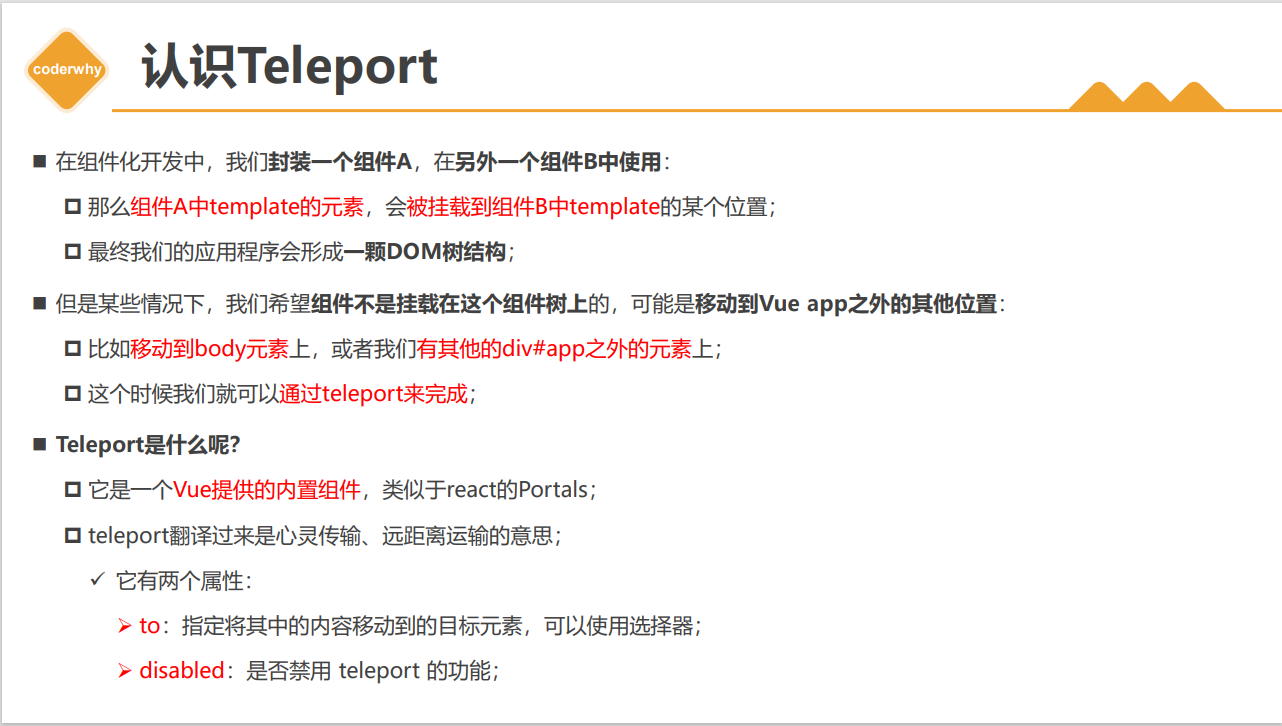 coderwhy
认识Teleport
在组件化开发中，我们封装一个组件A，在另外一个组件B中使用：
那么组件A中template的元素，会被挂载到组件B中template的某个位置；
最终我们的应用程序会形成一颗DOM树结构；
但是某些情况下，我们希望组件不是挂载在这个组件树上的，可能是移动到Vue app之外的其他位置：
比如移动到body元素上，或者我们有其他的div#app之外的元素上；
这个时候我们就可以通过teleport来完成；
Teleport是什么呢？
它是一个Vue提供的内置组件，类似于react的Portals；
teleport翻译过来是心灵传输、远距离运输的意思；
它有两个属性：
to：指定将其中的内容移动到的目标元素，可以使用选择器；
disabled：是否禁用 teleport 的功能；